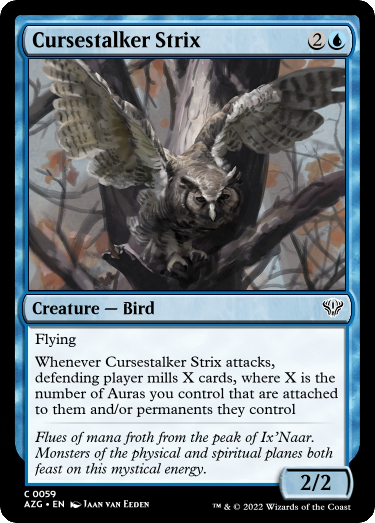 Cursestalker Strix 2
Creature — Bird
Flying
Whenever Cursestalker Strix attacks,
defending player mills X cards, where X is the
number of Auras you control that are attached
to them and/or permanents they control
Flues of mana froth from the peak of Ix'Naar.
Monsters of the physical and spiritual planes both
feast on this mystical energy.
2/2
C 0059
AZG • EN Jaan van Eeden
™ & © 2022 Wizards of the Coast